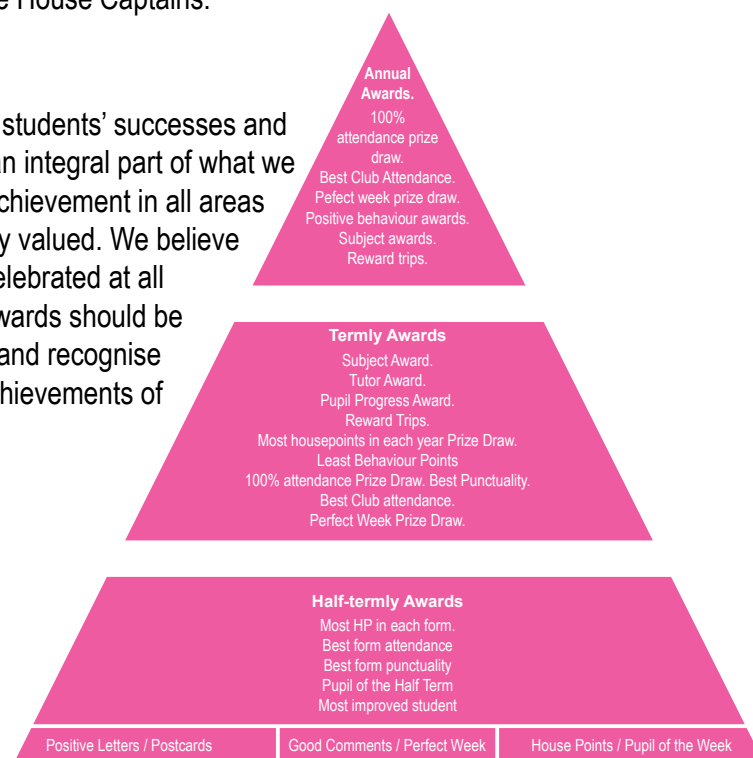 e House Captains.
students’ successes and
an integral part of what we
chievement in all areas
y valued. We believe
elebrated at all
wards should be
and recognise
chievements of
Annual
Awards.
100%
attendance prize
draw.
Best Club Attendance.
Pefect week prize draw.
Positive behaviour awards.
Subject awards.
Reward trips.
Termly Awards
Subject Award.
Tutor Award.
Pupil Progress Award.
Reward Trips.
Most housepoints in each year Prize Draw.
Least Behaviour Points
100% attendance Prize Draw. Best Punctuality.
Best Club attendance.
Perfect Week Prize Draw.
Half-termly Awards
Most HP in each form.
Best form attendance
Best form punctuality
Pupil of the Half Term
Most improved student
Positive Letters / Postcards
Good Comments / Perfect Week
House Points / Pupil of the Week